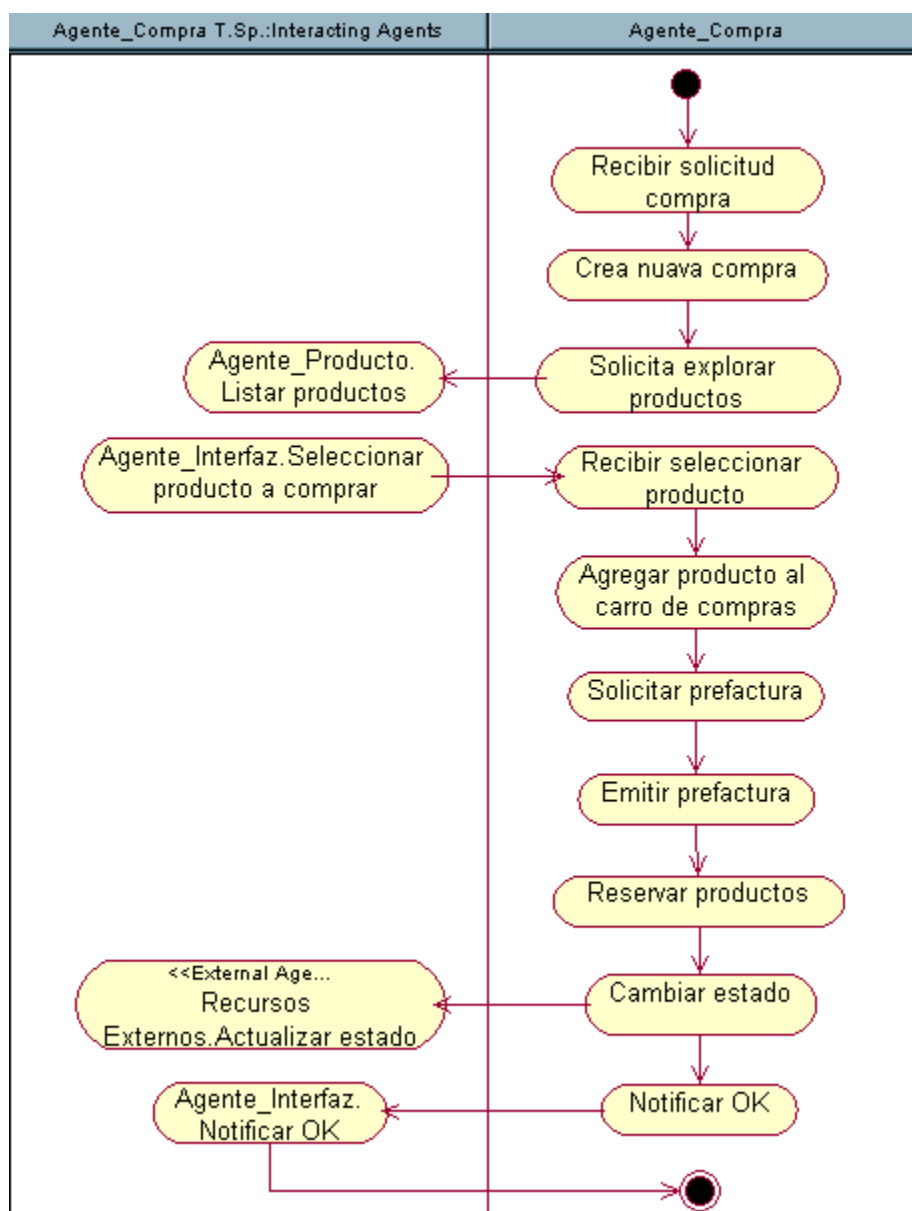 Agente_Compra T.Sp.:Interacting Agents
Agente_Compra
Recibir solicitud
compra
Crea nuava compra
Agente_Producto.
Listar productos
Solicita explorar
productos
Agente_Interfaz.Seleccionar
producto a comprar
Recibir seleccionar
producto
Agregar producto al
carro de compras
Solicitar prefactura
Emitir prefactura
Reservar productos
<<External Age...
Recursos
Externos.Actualizar estado
Cambiar estado
Agente_Interfaz.
Notificar OK
Notificar OK